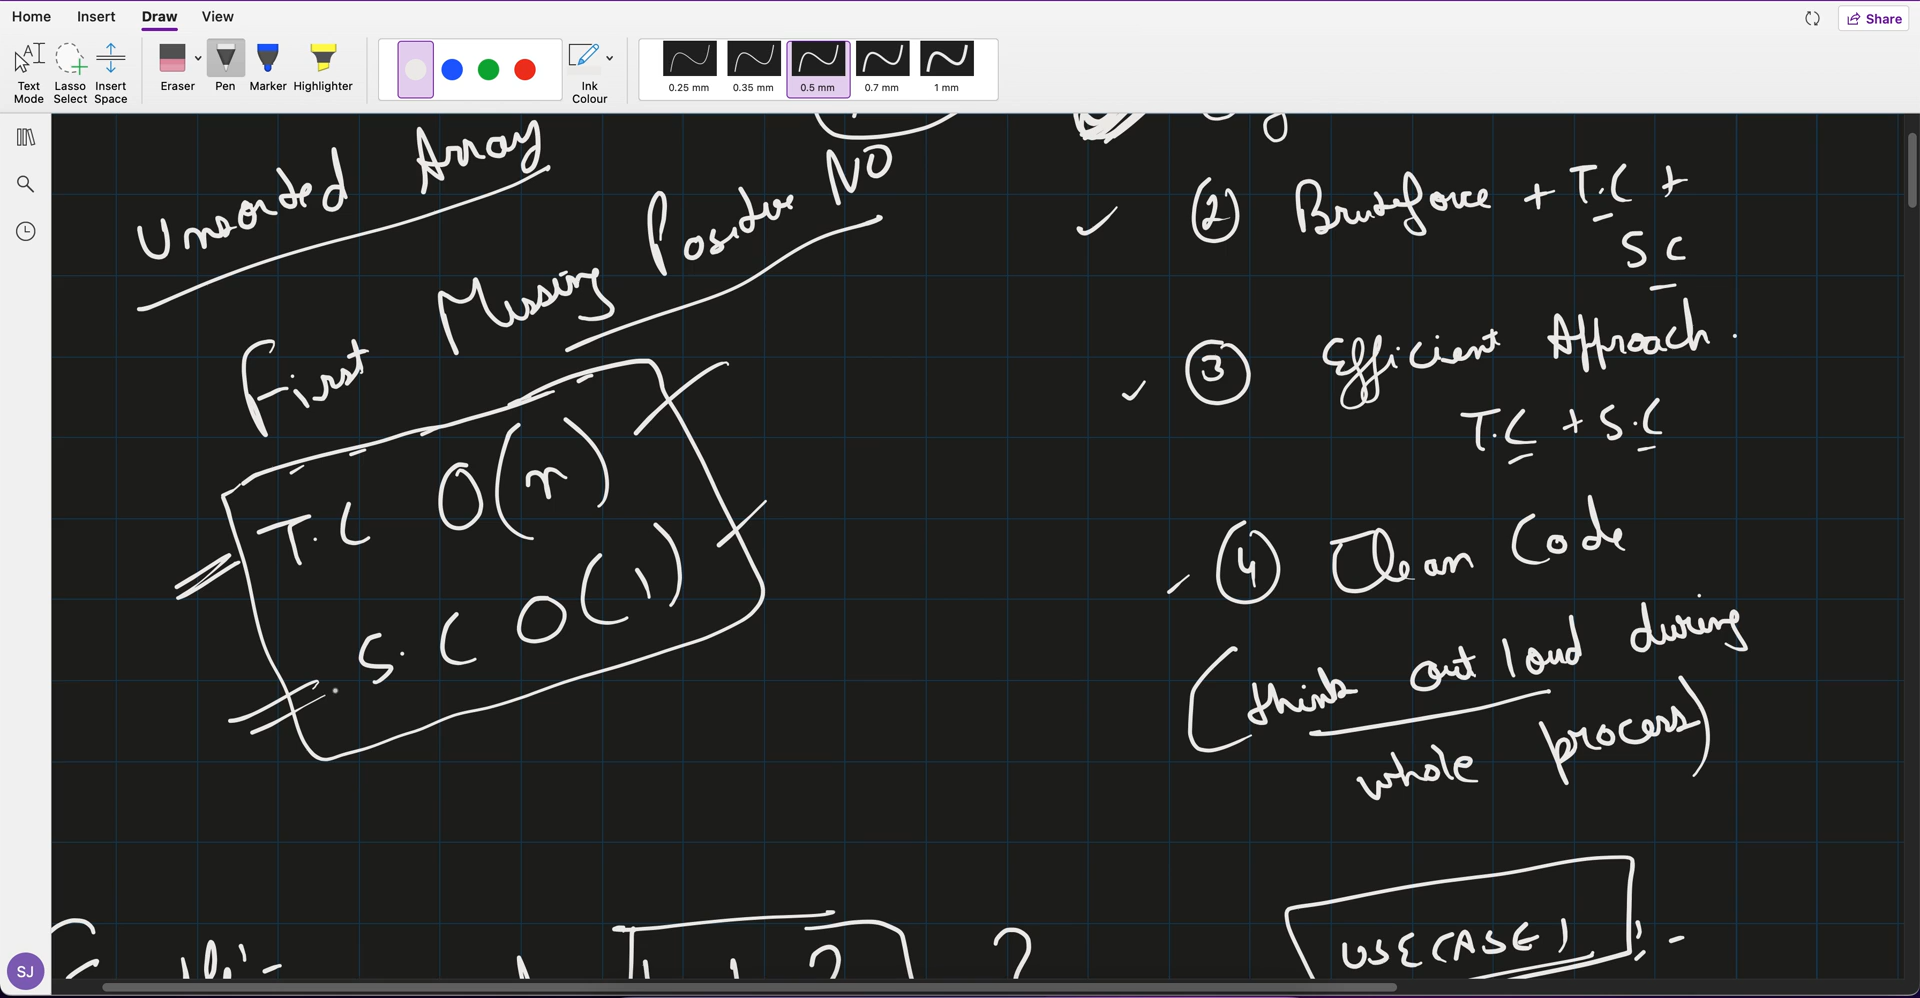 Home Insert Draw View
Share
Text Mode
Lasso Select
Insert Space
Eraser
Pen
Marker
Highlighter
Ink Colour
0.25 mm
0.35 mm
0.5 mm
0.7 mm
1 mm
Unsorted Array
First Missing Positive NO
T.C O(n)
S.C O(1)
(2) Bruteforce + T.C +
S C
(3) Efficient Approach.
T.C + S.C
(4) Clean Code
(think out loud during
whole process)
USECASE 1 :-
SJ